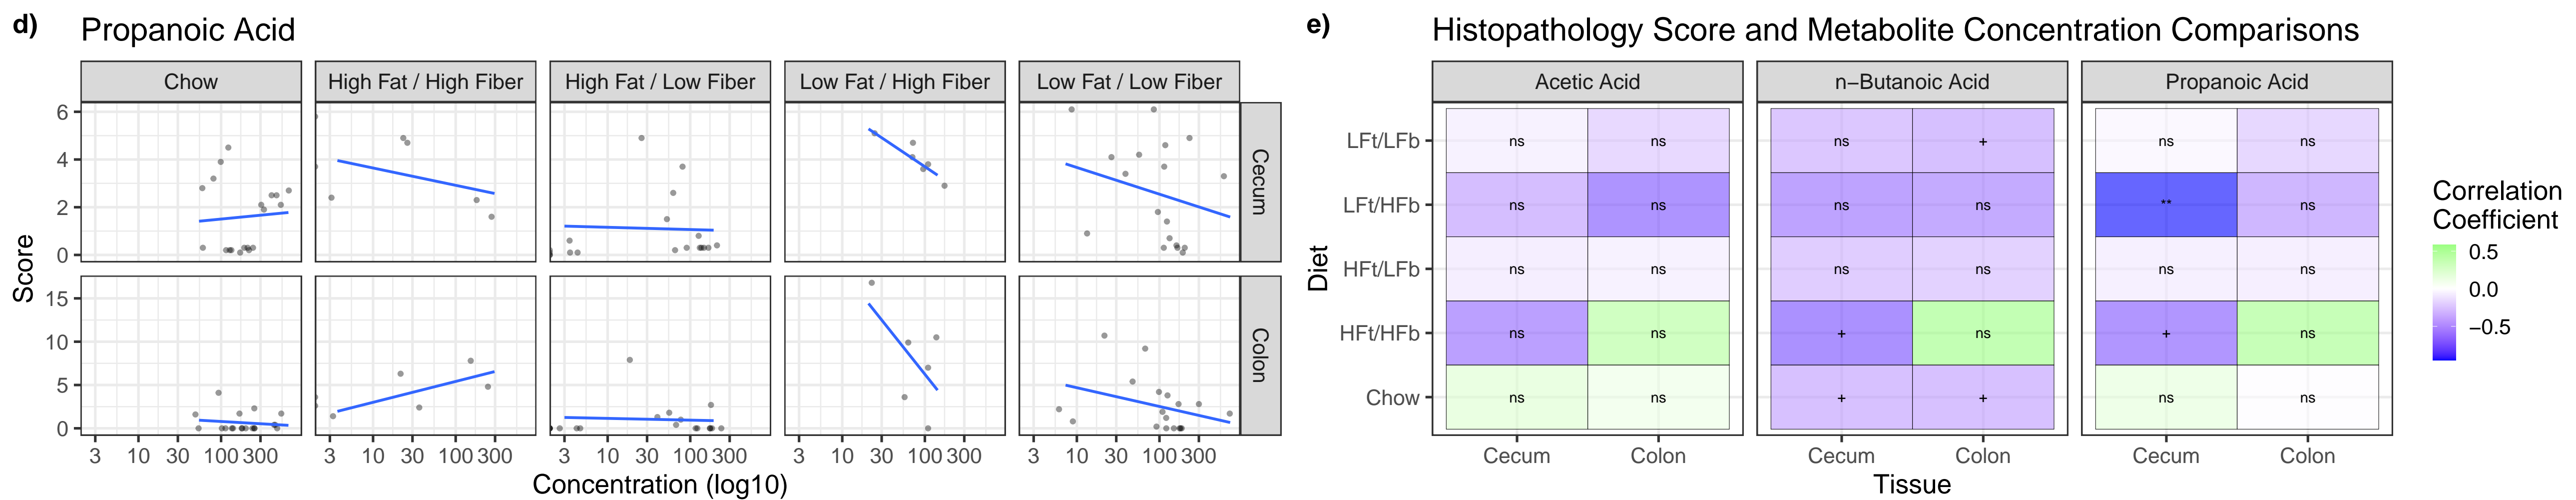 d) Propanoic Acid
Chow High Fat / High Fiber High Fat / Low Fiber Low Fat / High Fiber Low Fat / Low Fiber
6
4
2
0
Cecum
Score
15
10
5
0
Colon
3 10 30 100 300 3 10 30 100 300 3 10 30 100 300 3 10 30 100 300 3 10 30 100 300
Concentration (log10)
e) Histopathology Score and Metabolite Concentration Comparisons
Acetic Acid n−Butanoic Acid Propanoic Acid
LFt/LFb ns ns ns + ns ns
LFt/HFb ns ns ns ns ** ns
HFt/LFb ns ns ns ns ns ns
HFt/HFb ns ns + ns + ns
Chow ns ns + + ns ns
Diet
Cecum Colon Cecum Colon Cecum Colon
Tissue
Correlation
Coefficient
0.5
0.0
−0.5